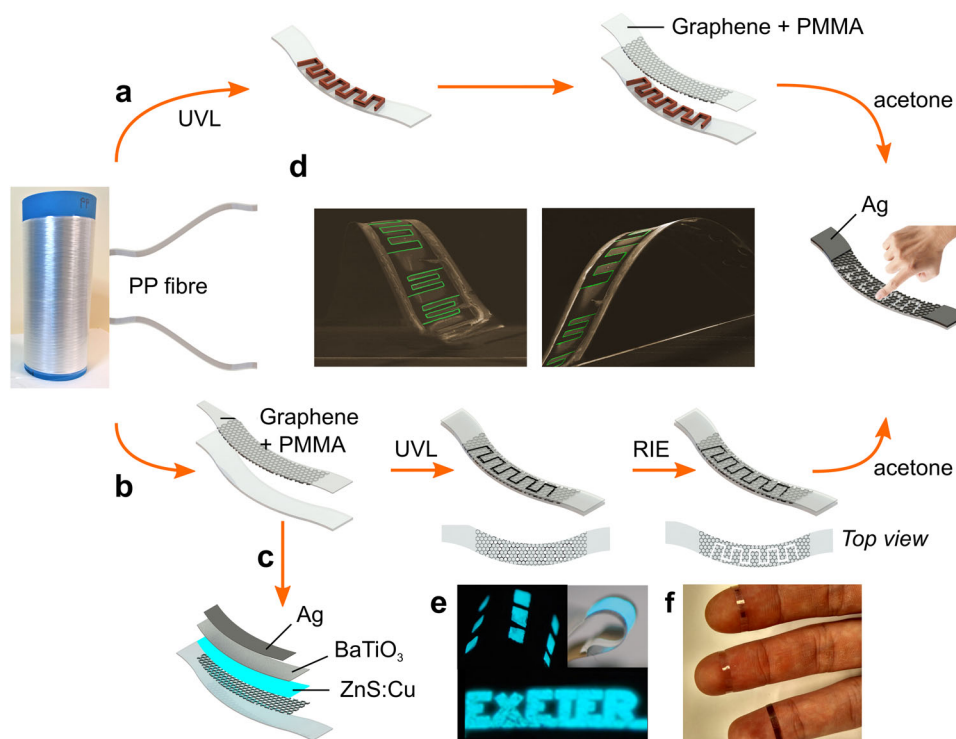 a
UVL
Graphene + PMMA
acetone
d
Ag
PP
PP fibre
Graphene
+ PMMA
UVL
RIE
acetone
b
c
Top view
Ag
BaTiO₃
ZnS:Cu
e
EXETER
f